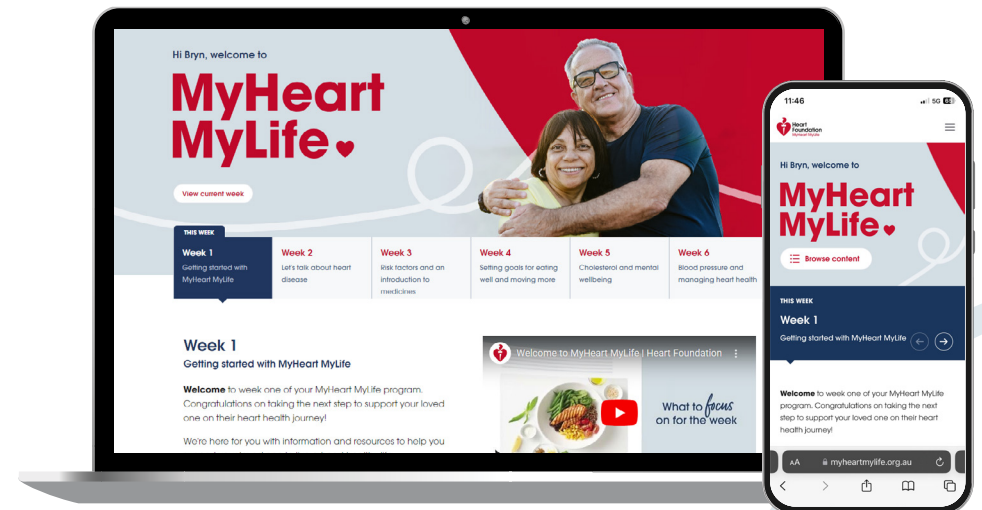 Hi Bryn, welcome to
MyHeart
MyLife
View current week
THIS WEEK
Week 1
Getting started with
MyHeart MyLife
Week 2
Let's talk about heart
disease
Week 3
Risk factors and an
introduction to
medicines
Week 4
Setting goals for eating
well and moving more
Week 5
Cholesterol and mental
wellbeing
Week 6
Blood pressure and
managing heart health
Week 1
Getting started with MyHeart MyLife
Welcome to week one of your MyHeart MyLife program.
Congratulations on taking the next step to support your loved
one on their heart health journey!
We're here for you with information and resources to help you
Welcome to MyHeart MyLife | Heart Foundation
What to focus
on for the week
11:46
5G
Heart
Foundation
MyHeart MyLife
Hi Bryn, welcome to
MyHeart
MyLife
Browse content
THIS WEEK
Week 1
Getting started with MyHeart MyLife
Welcome to week one of your MyHeart MyLife
program. Congratulations on taking the next
step to support your loved one on their heart
health journey!
AA myheartmylife.org.au